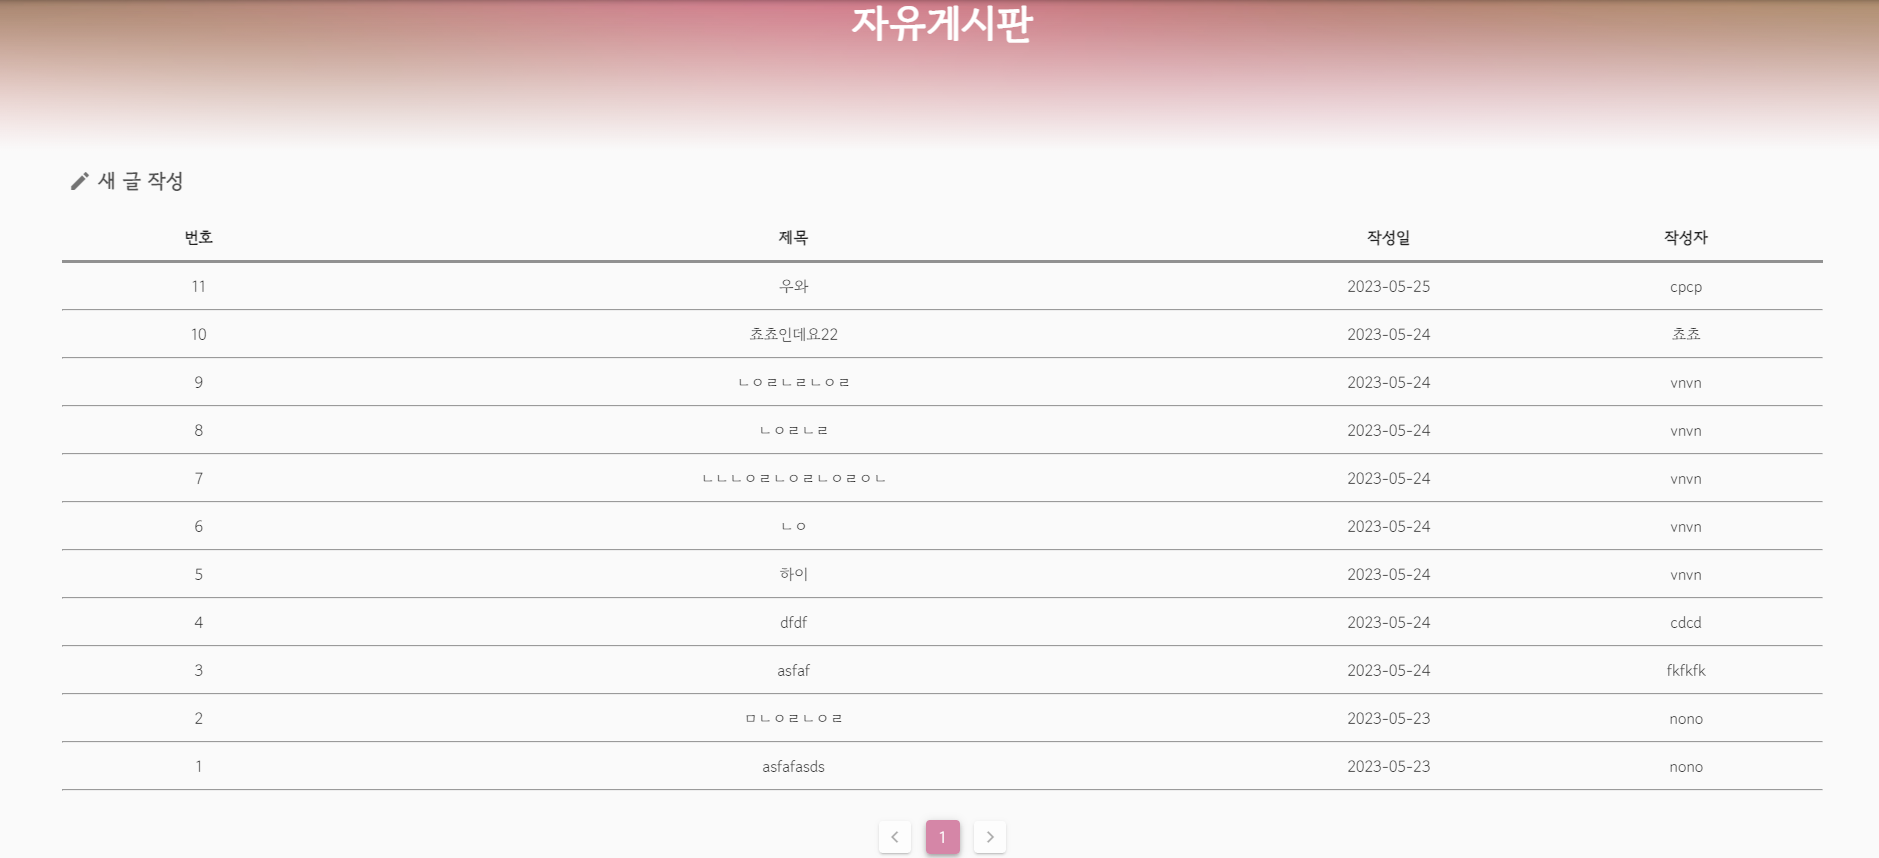 자유게시판
새 글 작성
번호 제목 작성일 작성자
11 우와 2023-05-25 cpcp
10 쵸쵸인데요22 2023-05-24 쵸쵸
9 ㄴㅇㄹㄴㄹㄴㅇㄹ 2023-05-24 vnvn
8 ㄴㅇㄹㄴㄹ 2023-05-24 vnvn
7 ㄴㄴㄴㅇㄹㄴㅇㄹㄴㅇㄹㅇㄴ 2023-05-24 vnvn
6 ㄴㅇ 2023-05-24 vnvn
5 하이 2023-05-24 vnvn
4 dfdf 2023-05-24 cdcd
3 asfaf 2023-05-24 fkfkfk
2 ㅁㄴㅇㄹㄴㅇㄹ 2023-05-23 nono
1 asfafasds 2023-05-23 nono
1